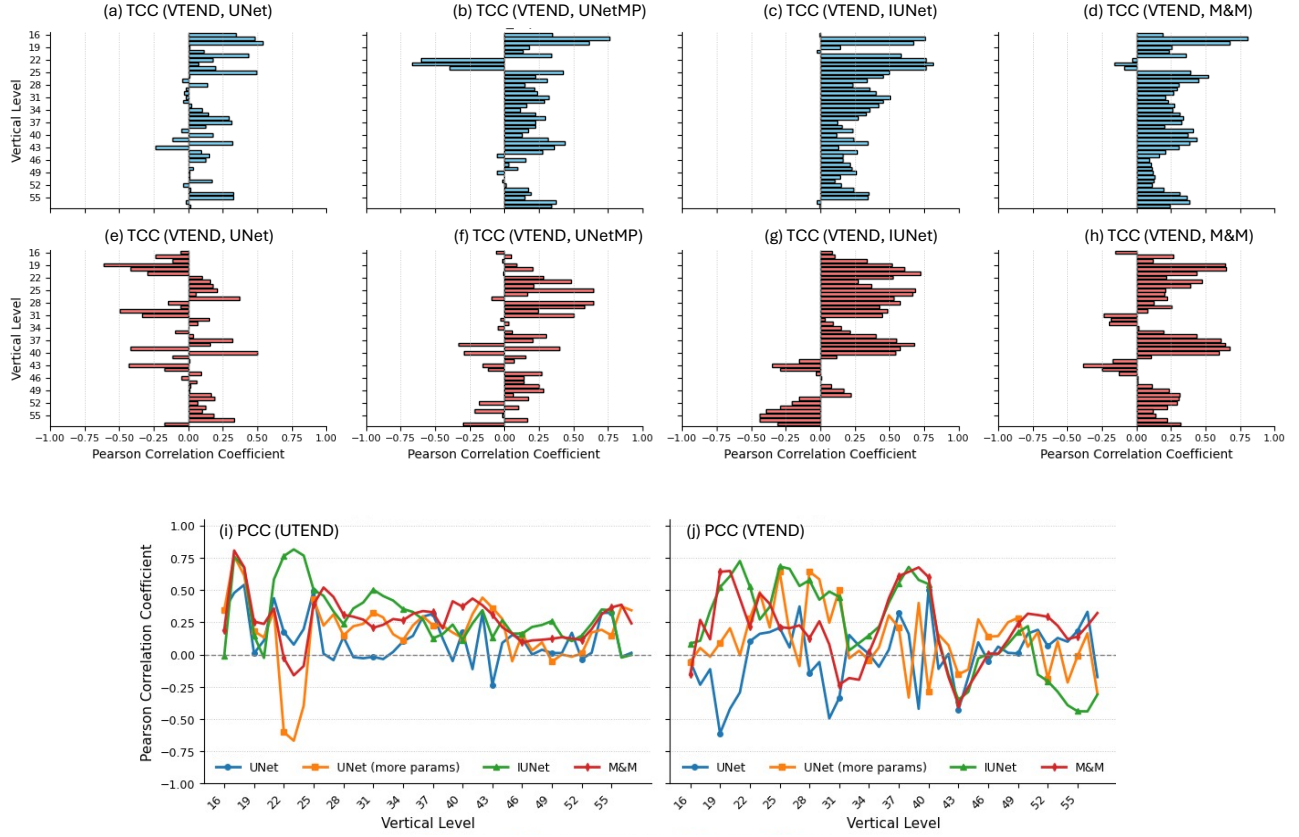 (a) TCC (VTEND, UNet)
(b) TCC (VTEND, UNetMP)
(c) TCC (VTEND, IUNet)
(d) TCC (VTEND, M&M)
Vertical Level
16
19
22
25
28
31
34
37
40
43
46
49
52
55
(e) TCC (VTEND, UNet)
(f) TCC (VTEND, UNetMP)
(g) TCC (VTEND, IUNet)
(h) TCC (VTEND, M&M)
Vertical Level
16
19
22
25
28
31
34
37
40
43
46
49
52
55
−1.00 −0.75 −0.50 −0.25 0.00 0.25 0.50 0.75 1.00
−1.00 −0.75 −0.50 −0.25 0.00 0.25 0.50 0.75 1.00
−1.00 −0.75 −0.50 −0.25 0.00 0.25 0.50 0.75 1.00
−1.00 −0.75 −0.50 −0.25 0.00 0.25 0.50 0.75 1.00
Pearson Correlation Coefficient
Pearson Correlation Coefficient
Pearson Correlation Coefficient
Pearson Correlation Coefficient
(i) PCC (UTEND)
Pearson Correlation Coefficient
1.00
0.75
0.50
0.25
0.00
−0.25
−0.50
−0.75
−1.00
UNet
UNet (more params)
IUNet
M&M
16 19 22 25 28 31 34 37 40 43 46 49 52 55
Vertical Level
(j) PCC (VTEND)
UNet
UNet (more params)
IUNet
M&M
16 19 22 25 28 31 34 37 40 43 46 49 52 55
Vertical Level